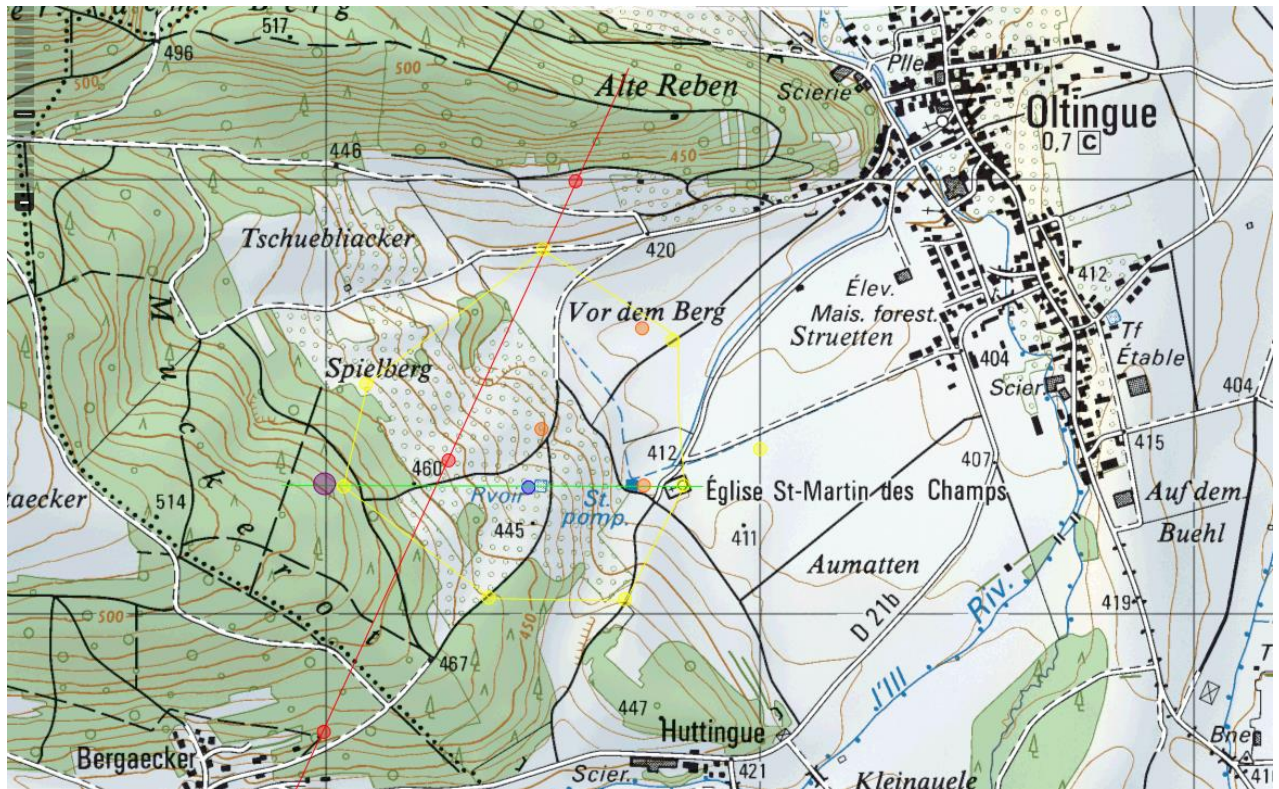 517
496
500
500
Plle
Alte Reben
Scierie
Oltingue
0,7 C
446
450
Tschuebliacker
420
412
Élev.
Mais. forest.
Vor dem Berg
Struetten
Tf
Étable
404
Spielberg
Scier.
404
M u c k e r t
415
412
460
407
Rvoir
St.
pomp.
Église St-Martin des Champs
514
445
411
Auf dem
Buehl
Aumatten
Riv.
l'Ill
D 21b
419
500
450
467
447
Huttingue
Bergaecker
Scier.
421
Kleinauele